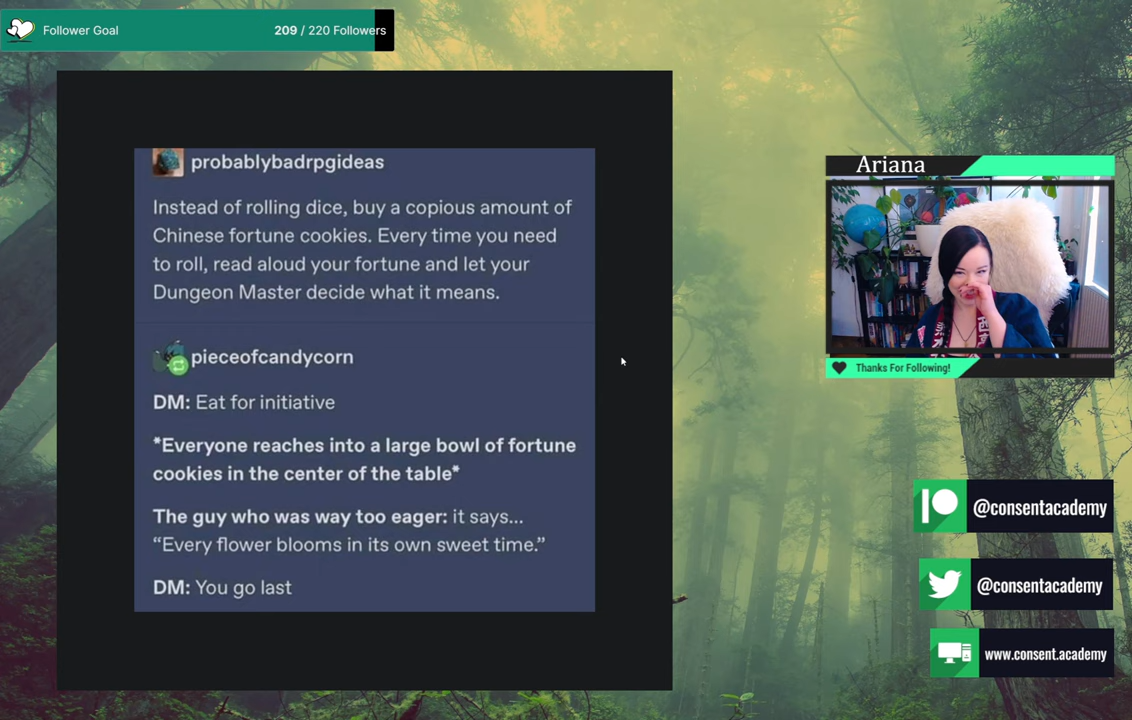 Follower Goal
209 / 220 Followers
probablybadrpgideas
Instead of rolling dice, buy a copious amount of
Chinese fortune cookies. Every time you need
to roll, read aloud your fortune and let your
Dungeon Master decide what it means.
pieceofcandycorn
DM: Eat for initiative
*Everyone reaches into a large bowl of fortune
cookies in the center of the table*
The guy who was way too eager: it says...
“Every flower blooms in its own sweet time.”
DM: You go last
Ariana
Thanks For Following!
@consentacademy
@consentacademy
www.consent.academy